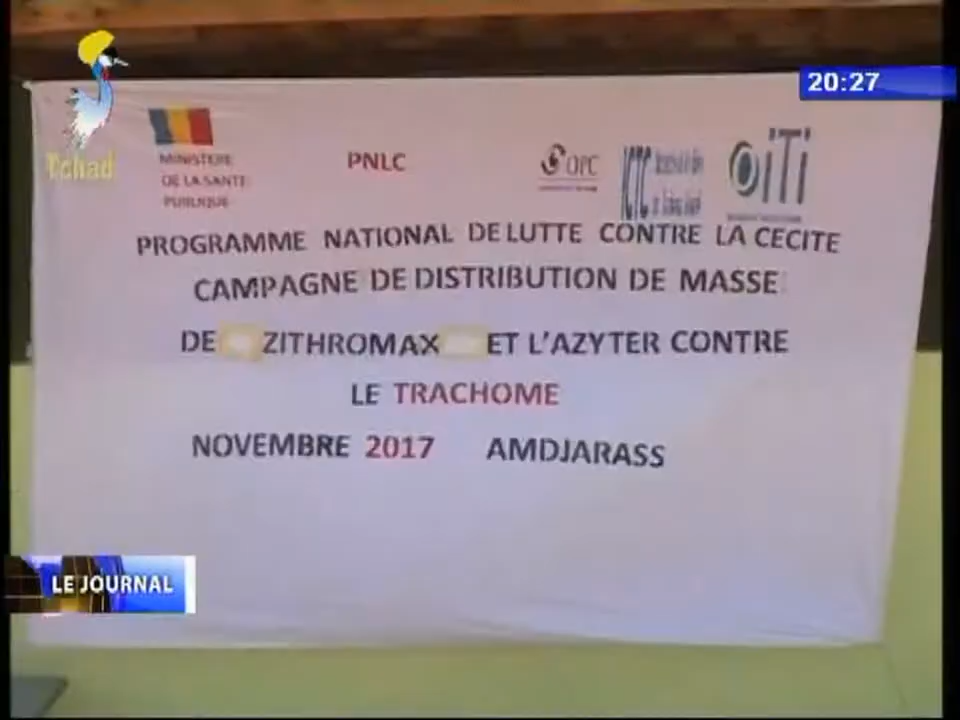 20:27
Tchad
MINISTERE
DE LA SANTE
PUBLIQUE
PNLC
OPC
ICTC
OiTi
PROGRAMME NATIONAL DE LUTTE CONTRE LA CECITE
CAMPAGNE DE DISTRIBUTION DE MASSE
DE ZITHROMAX ET L'AZYTER CONTRE
LE TRACHOME
NOVEMBRE 2017 AMDJARASS
LE JOURNAL